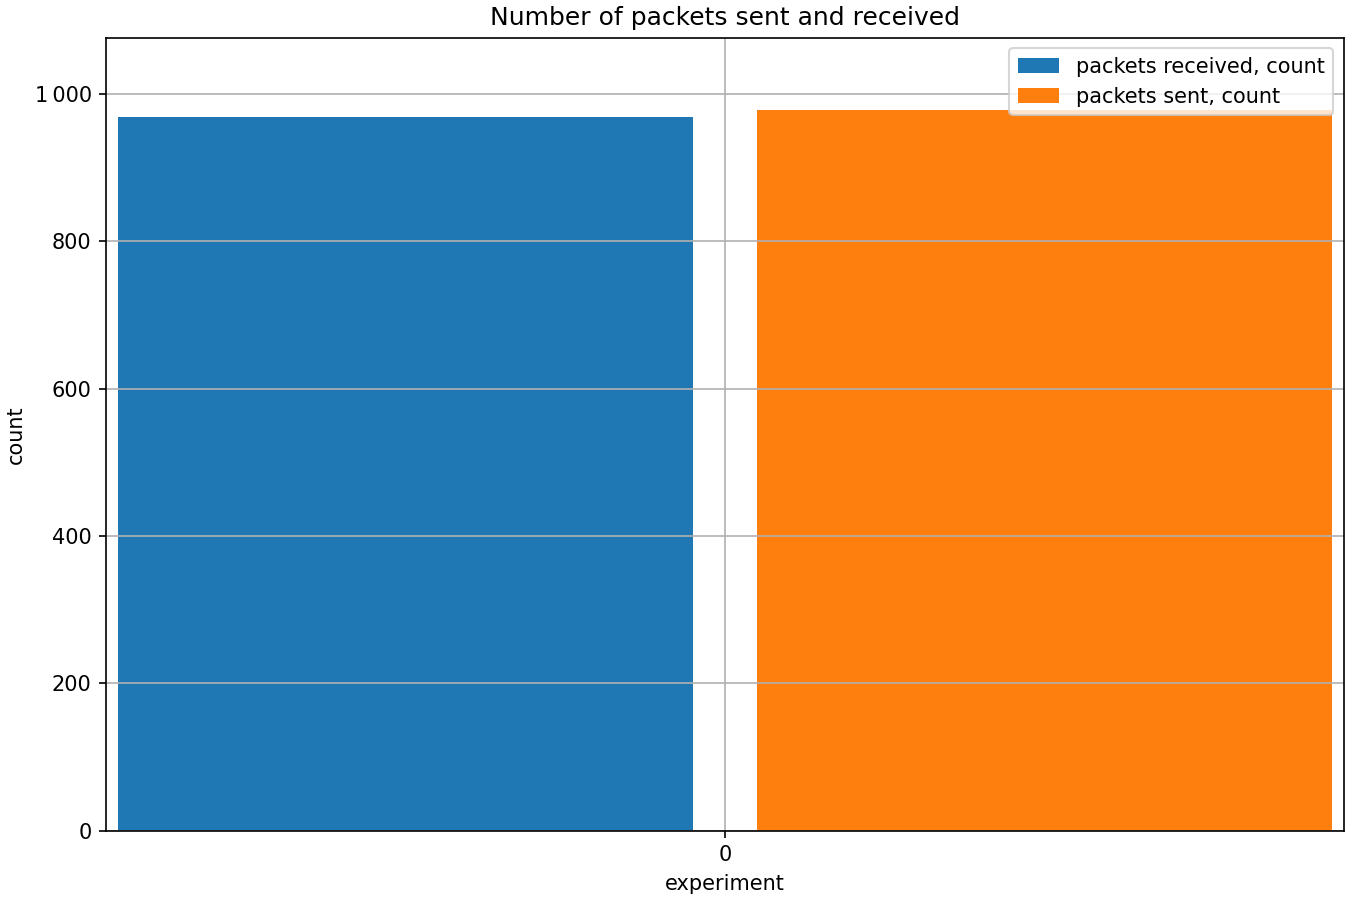 Number of packets sent and received
packets received, count
packets sent, count
1 000
800
600
400
200
0
count
0
experiment